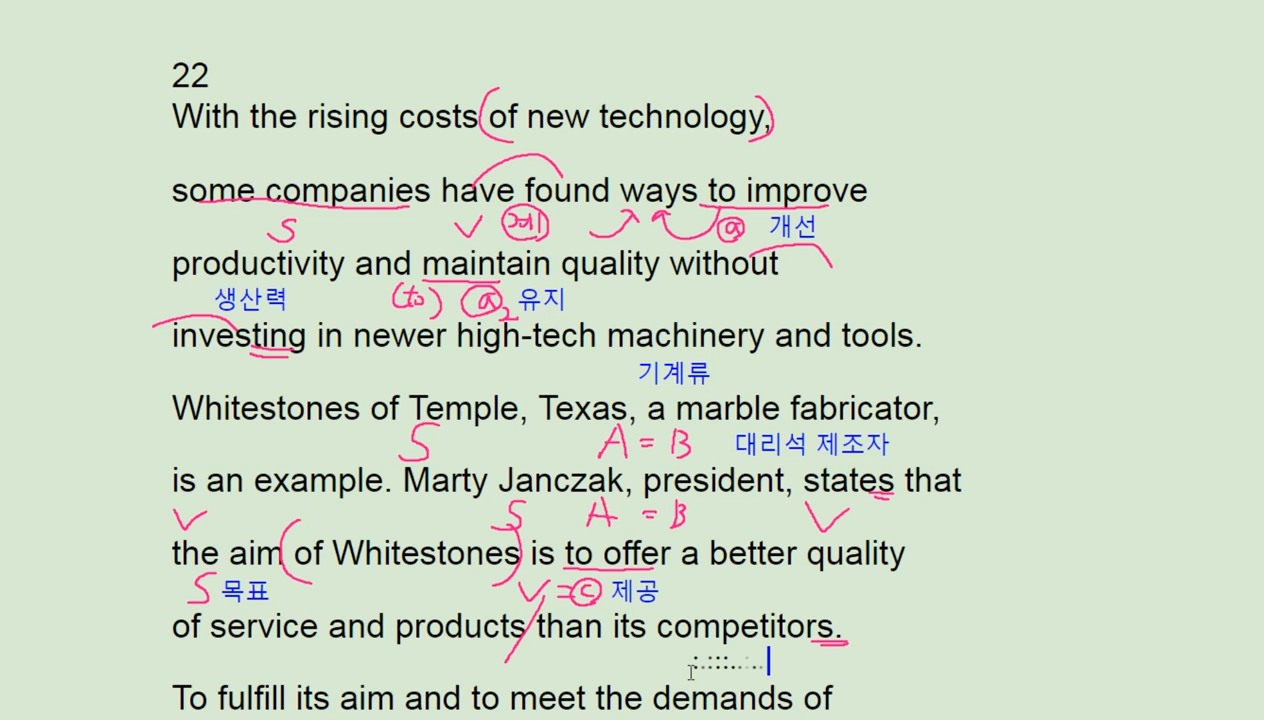 22
With the rising costs (of new technology,)
some companies have found ways to improve
S V 계 a 개선
productivity and maintain quality without
생산력 (to) a2 유지
investing in newer high-tech machinery and tools.
기계류
Whitestones of Temple, Texas, a marble fabricator,
S A = B 대리석 제조자
is an example. Marty Janczak, president, states that
V S A = B V
the aim (of Whitestones) is to offer a better quality
S 목표 V = c 제공
of service and products / than its competitors.
To fulfill its aim and to meet the demands of